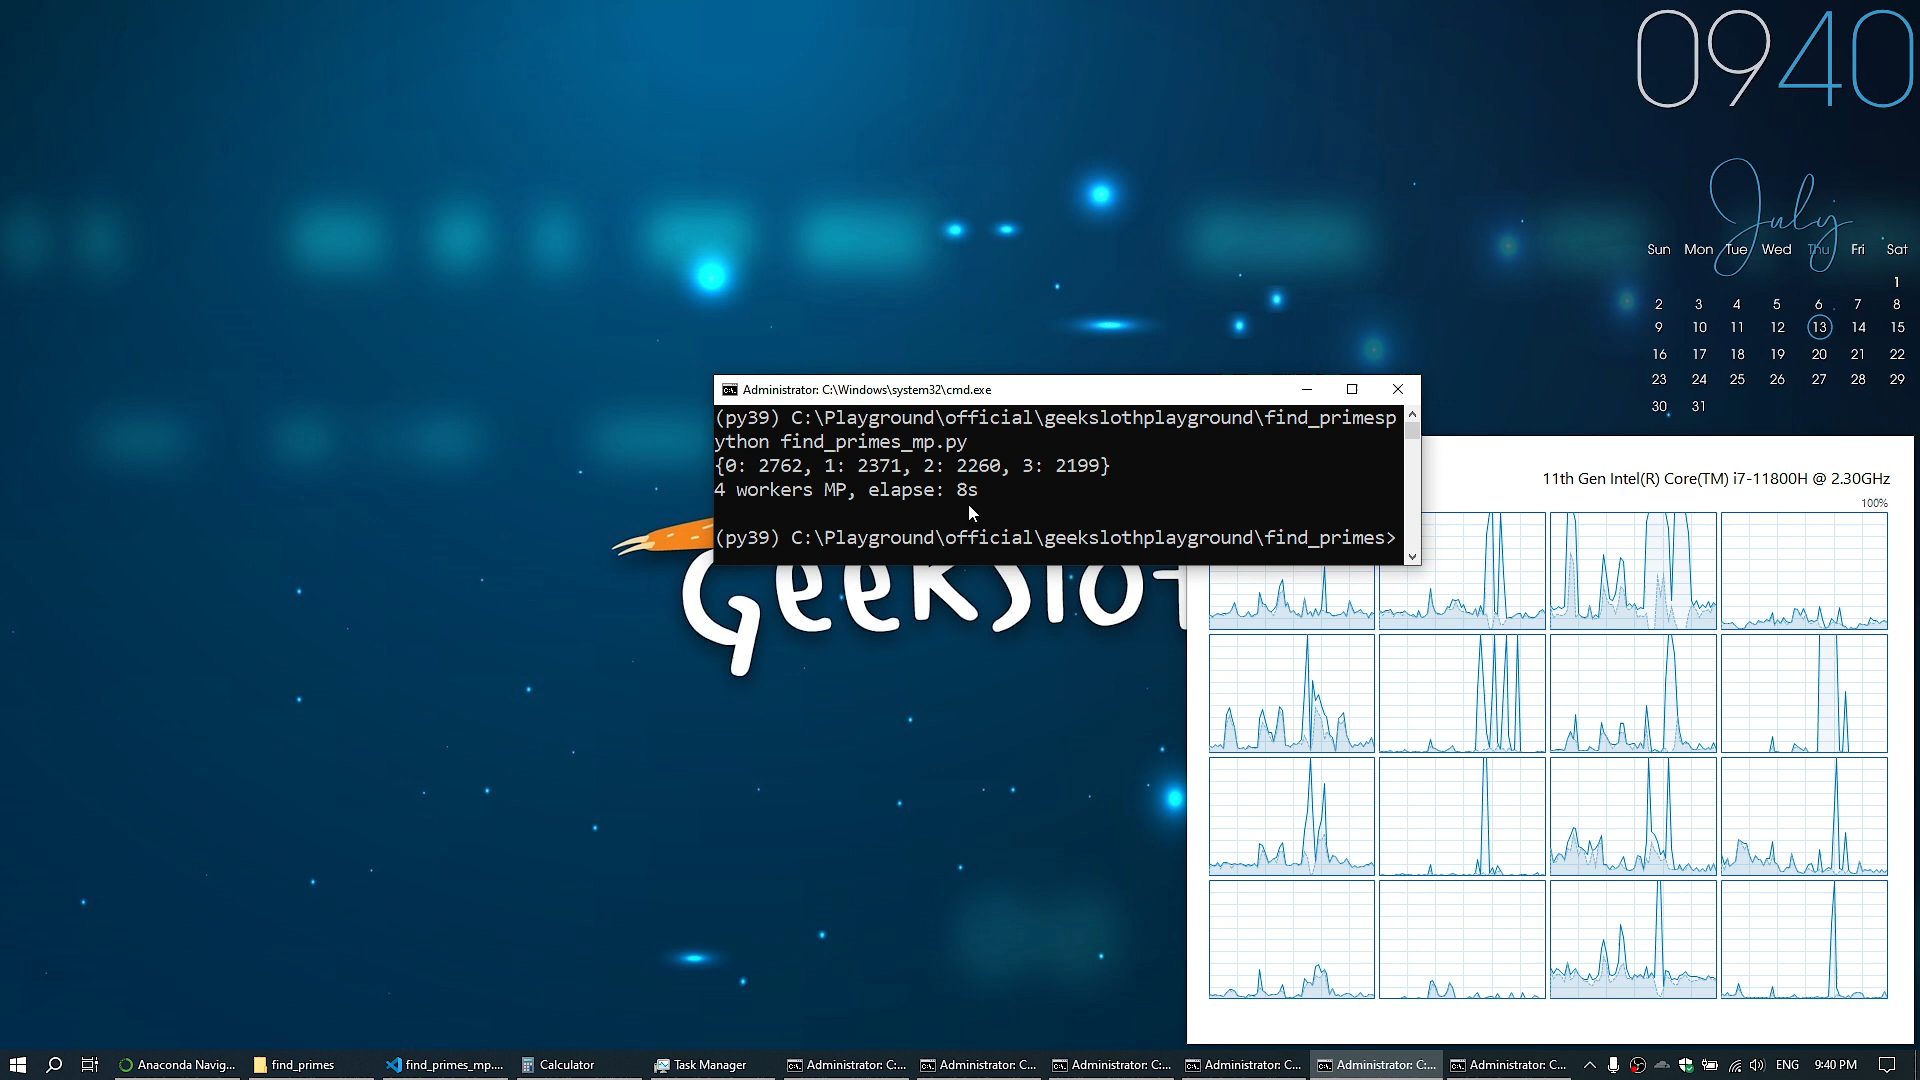 0940
July
Sun Mon Tue Wed Thu Fri Sat
1
2 3 4 5 6 7 8
9 10 11 12 13 14 15
16 17 18 19 20 21 22
23 24 25 26 27 28 29
30 31
Administrator: C:\Windows\system32\cmd.exe
(py39) C:\Playground\official\geekslothplayground\find_primesp
ython find_primes_mp.py
{0: 2762, 1: 2371, 2: 2260, 3: 2199}
4 workers MP, elapse: 8s
(py39) C:\Playground\official\geekslothplayground\find_primes>
11th Gen Intel(R) Core(TM) i7-11800H @ 2.30GHz
100%
Geekslot
Anaconda Navig...
find_primes
find_primes_mp....
Calculator
Task Manager
Administrator: C:...
Administrator: C:...
Administrator: C:...
Administrator: C...
Administrator: C:...
Administrator: C...
ENG
9:40 PM